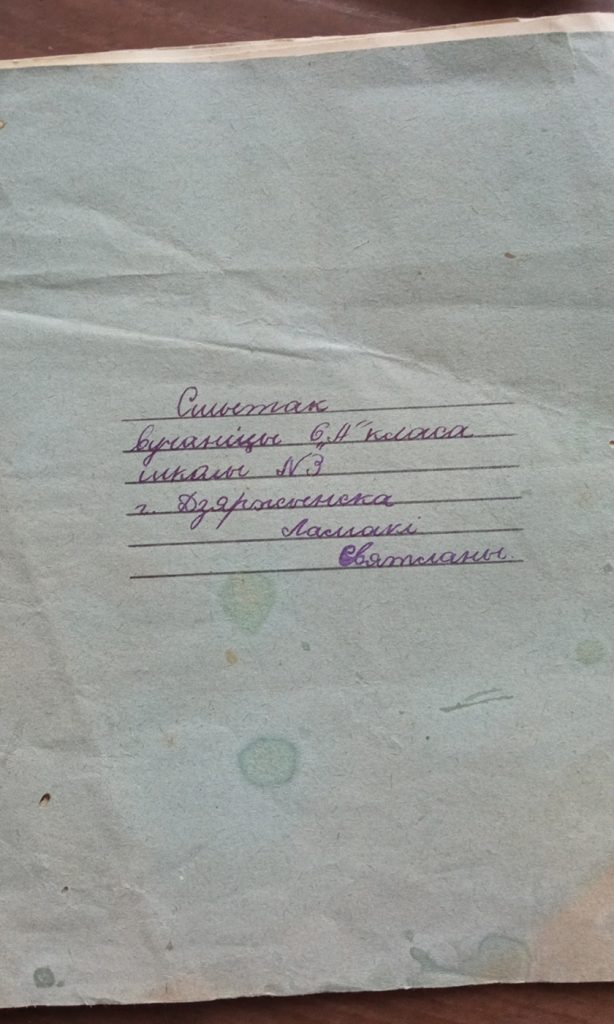 Сшытак
вучаніцы 6 „А" класа
школы №3
г. Дзяржынска
Ламакі
Святланы.